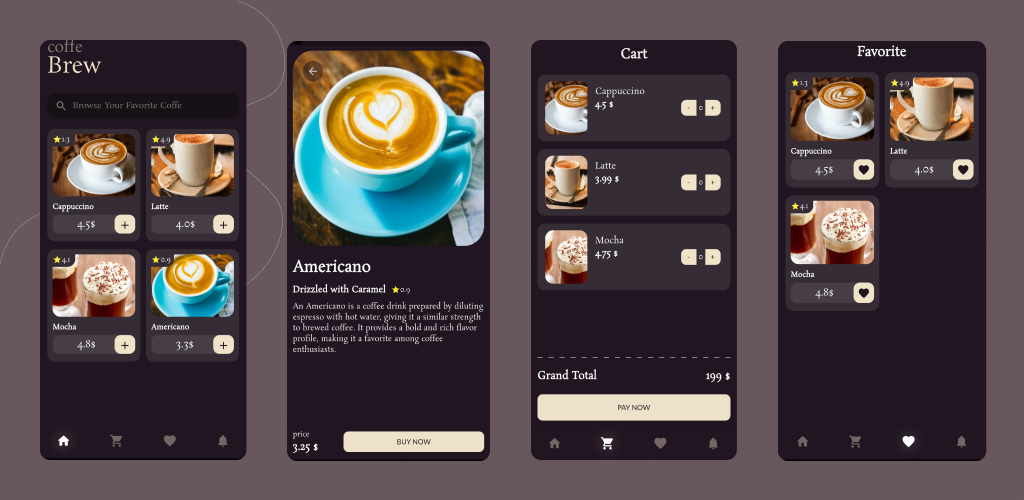 coffe
Brew
Browse Your Favorite Coffe
1.3
4.9
Cappuccino
Latte
4.5$
+
4.0$
+
4.1
0.9
Mocha
Americano
4.8$
+
3.3$
+
Americano
Drizzled with Caramel 0.9
An Americano is a coffee drink prepared by diluting
espresso with hot water, giving it a similar strength
to brewed coffee. It provides a bold and rich flavor
profile, making it a favorite among coffee
enthusiasts.
price
3.25 $
BUY NOW
Cart
Cappuccino
4.5 $
- 0 +
Latte
3.99 $
- 0 +
Mocha
4.75 $
- 0 +
Grand Total
199 $
PAY NOW
Favorite
1.3
4.9
Cappuccino
Latte
4.5$
4.0$
4.1
Mocha
4.8$